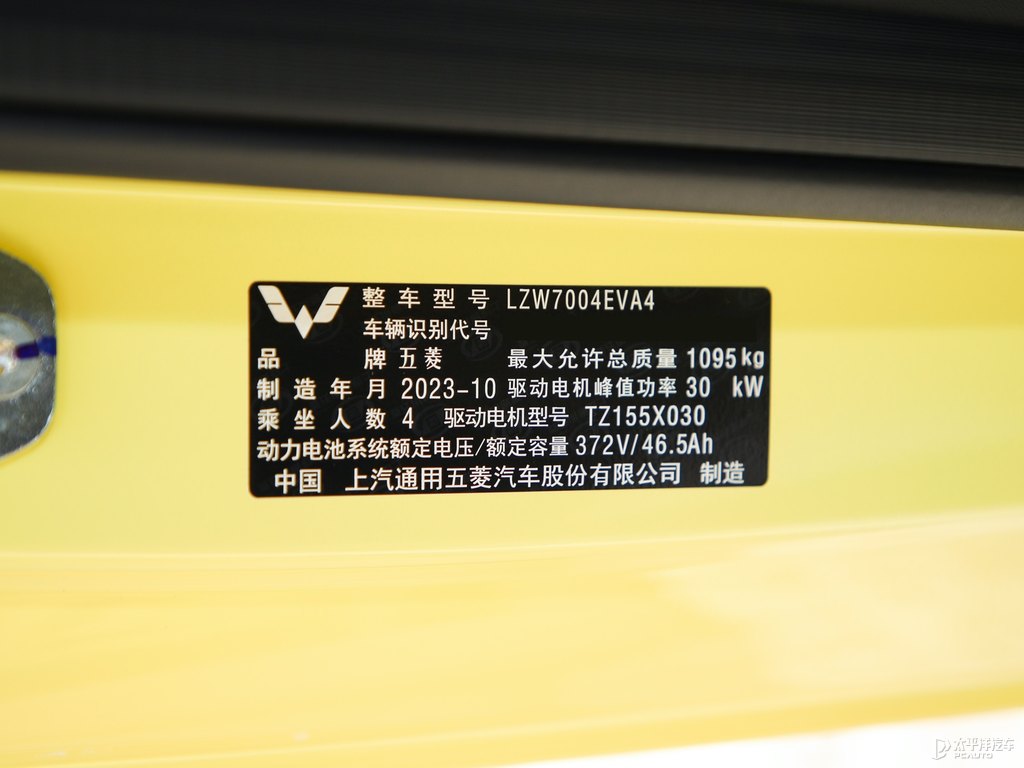 整车型号 LZW7004EVA4
车辆识别代号
品牌 五菱 最大允许总质量 1095kg
制造年月 2023-10 驱动电机峰值功率 30 kW
乘坐人数 4 驱动电机型号 TZ155X030
动力电池系统额定电压/额定容量 372V/46.5Ah
中国 上汽通用五菱汽车股份有限公司 制造
太平洋汽车
PCAUTO